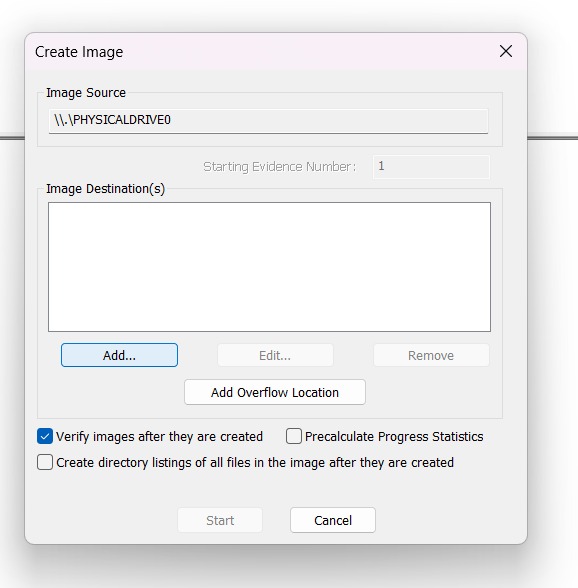 Create Image
Image Source
\\.\PHYSICALDRIVE0
Starting Evidence Number: 1
Image Destination(s)
Add... Edit... Remove
Add Overflow Location
Verify images after they are created Precalculate Progress Statistics
Create directory listings of all files in the image after they are created
Start Cancel